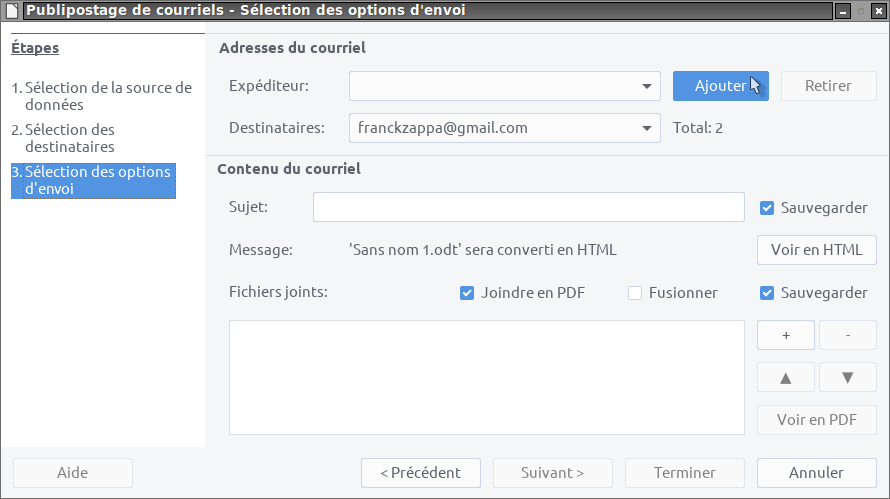 Publipostage de courriels - Sélection des options d'envoi
Étapes
1. Sélection de la source de
données
2. Sélection des
destinataires
3. Sélection des options
d'envoi
Adresses du courriel
Expéditeur:
Ajouter
Retirer
Destinataires:
franckzappa@gmail.com
Total: 2
Contenu du courriel
Sujet:
Sauvegarder
Message:
'Sans nom 1.odt' sera converti en HTML
Voir en HTML
Fichiers joints:
Joindre en PDF
Fusionner
Sauvegarder
+
-
▲
▼
Voir en PDF
Aide
< Précédent
Suivant >
Terminer
Annuler